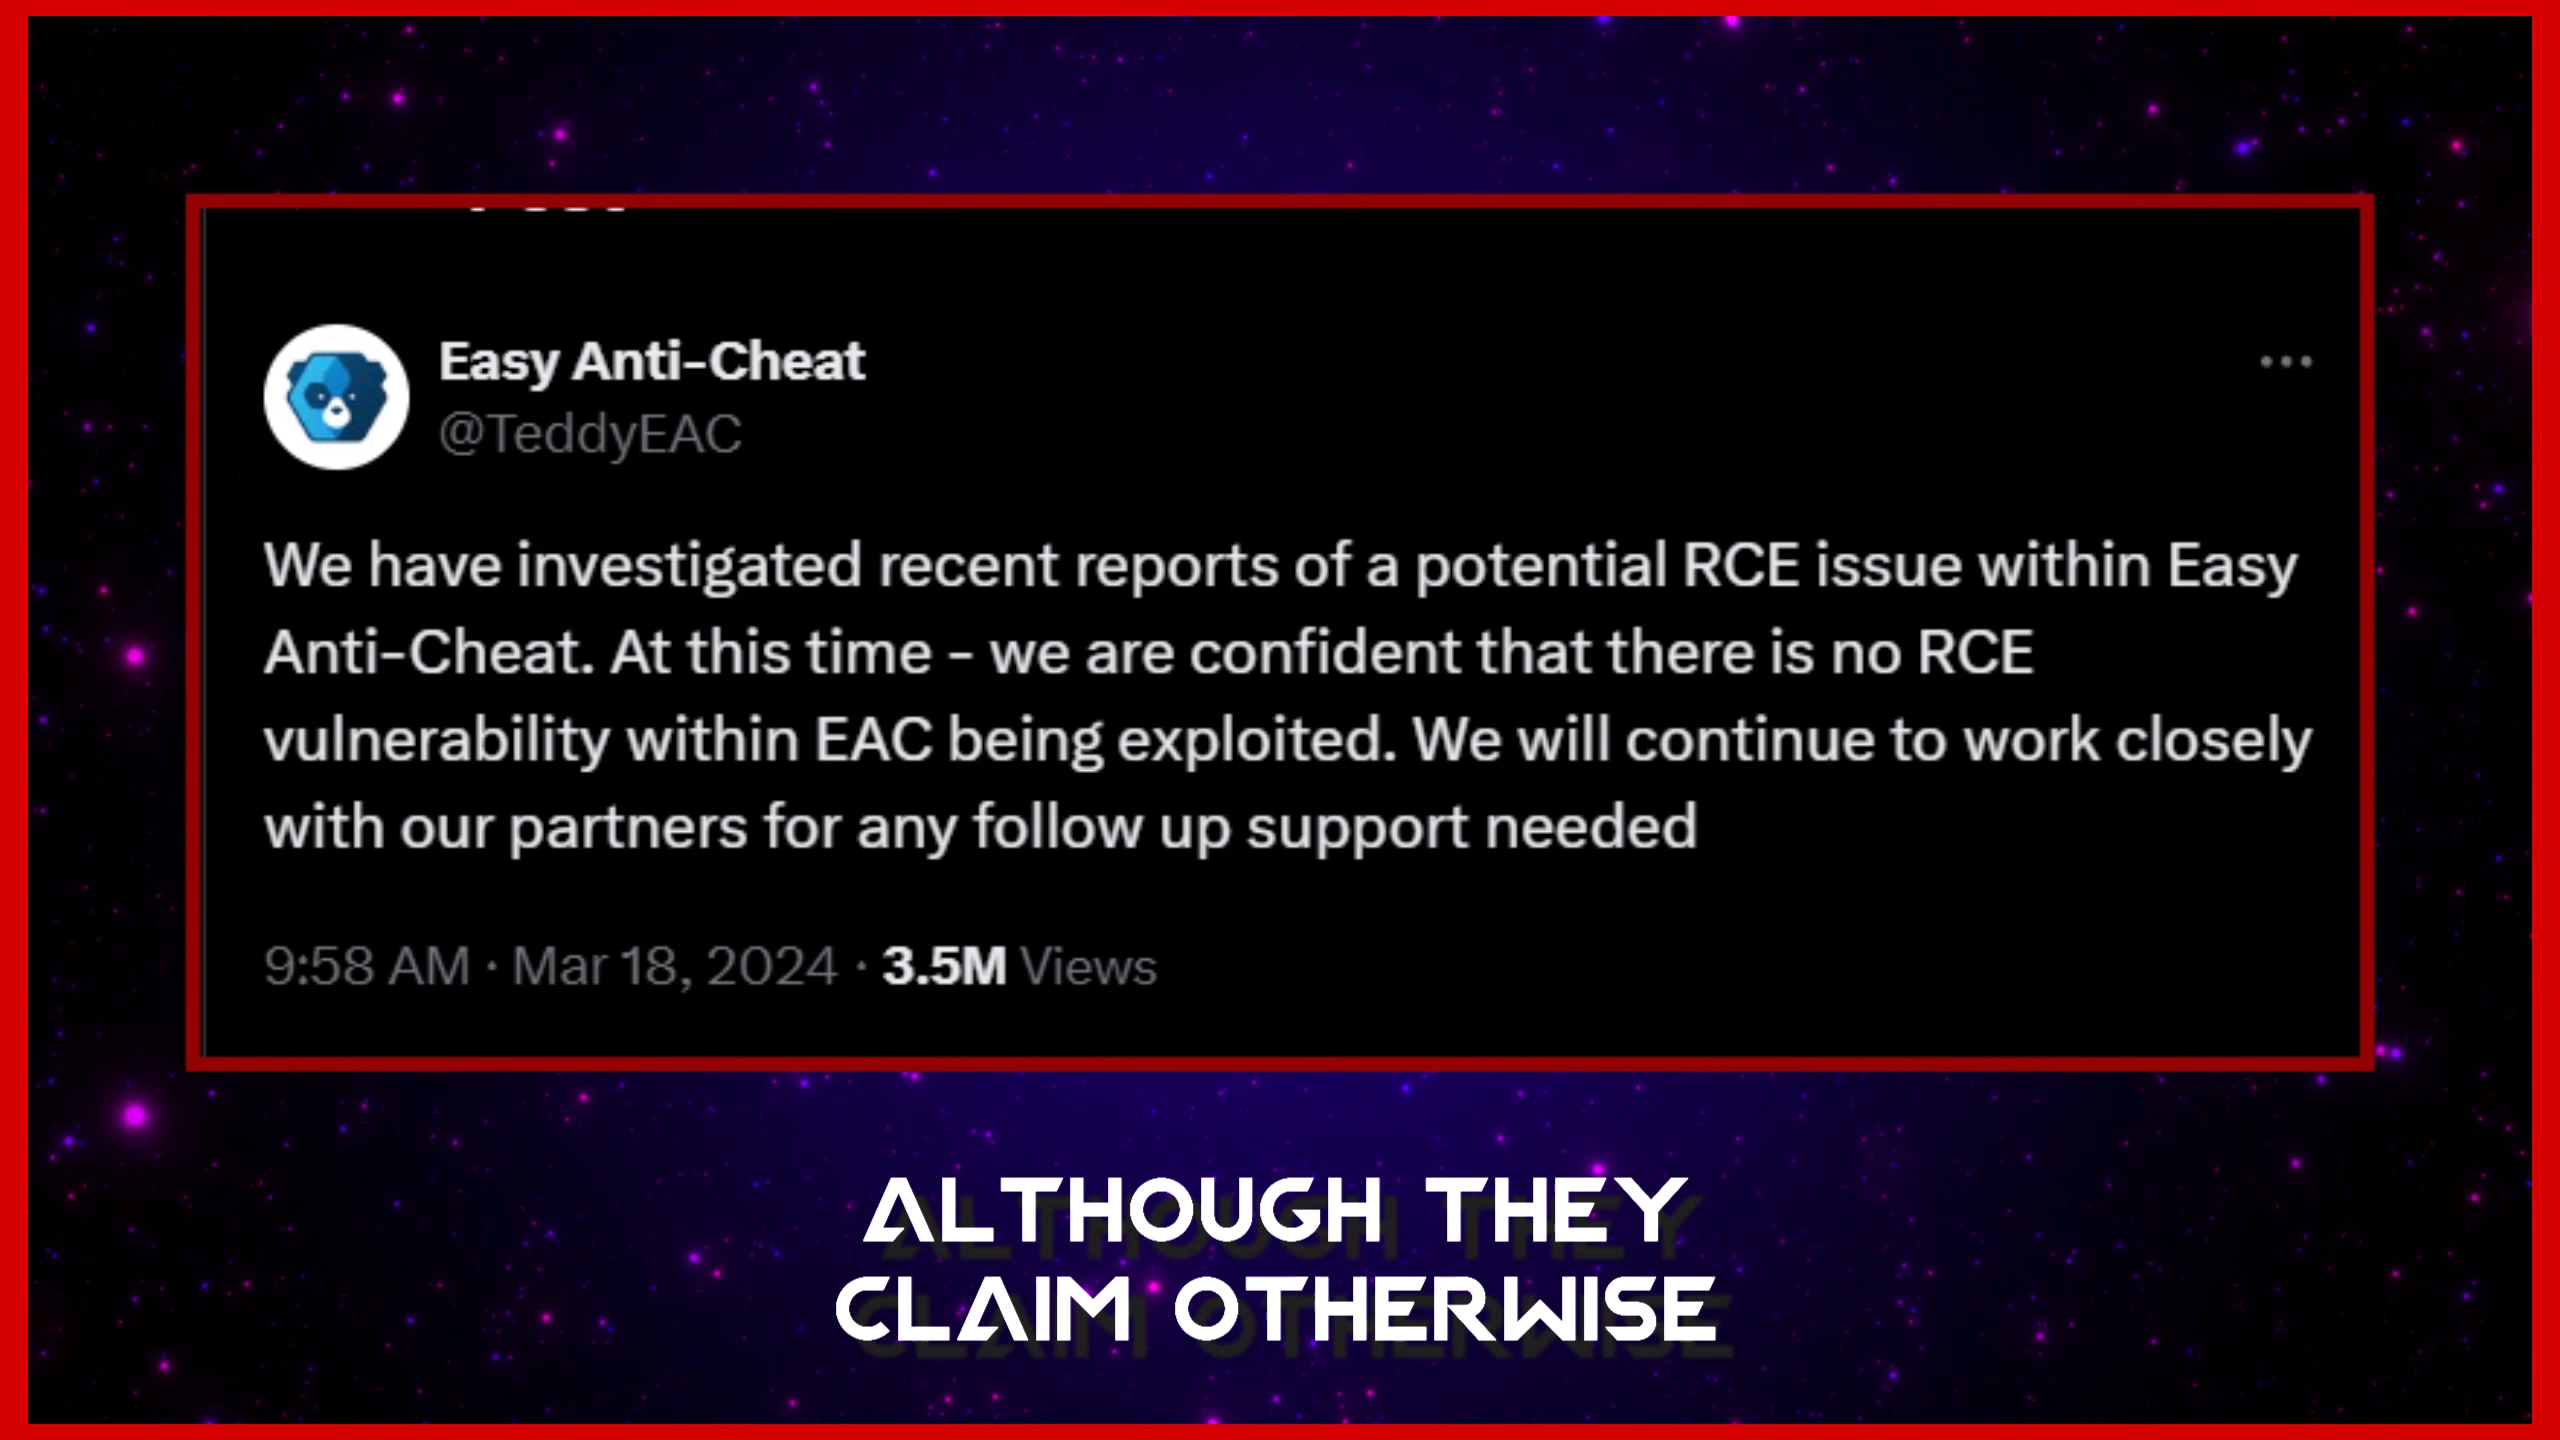 Easy Anti-Cheat
@TeddyEAC
We have investigated recent reports of a potential RCE issue within Easy
Anti-Cheat. At this time - we are confident that there is no RCE
vulnerability within EAC being exploited. We will continue to work closely
with our partners for any follow up support needed
9:58 AM · Mar 18, 2024 · 3.5M Views
ALTHOUGH THEY
CLAIM OTHERWISE